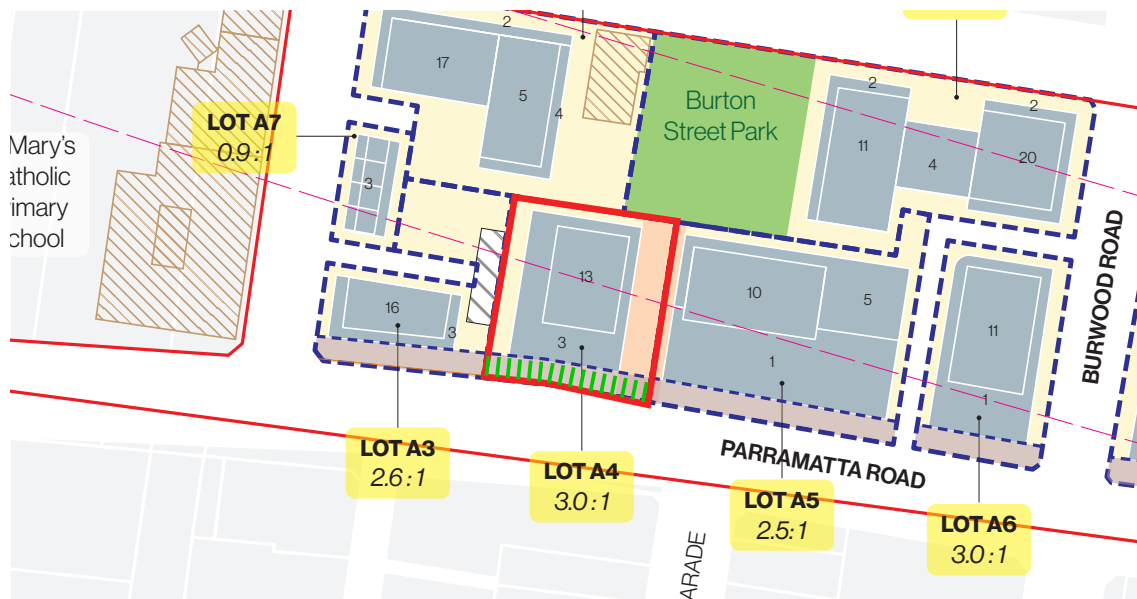 2
17
5
4
Burton
Street Park
2
11
4
2
20
LOT A7
0.9:1
3
Mary's
atholic
rimary
chool
BURWOOD ROAD
13
3
16
3
10
5
1
11
1
PARRAMATTA ROAD
LOT A3
2.6:1
LOT A4
3.0:1
LOT A5
2.5:1
LOT A6
3.0:1
ARADE